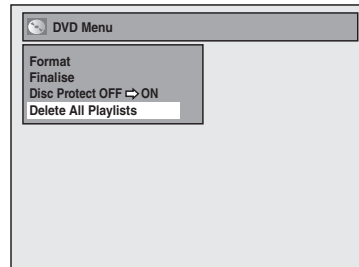 DVD Menu
Format
Finalise
Disc Protect OFF ⇨ ON
Delete All Playlists